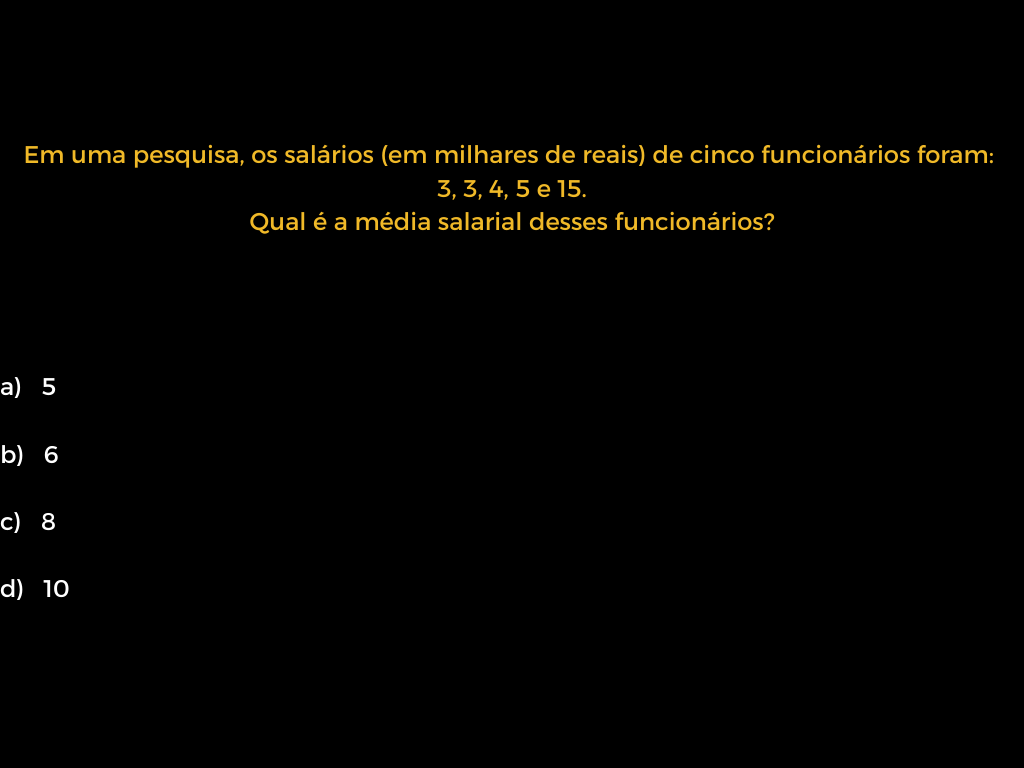 Em uma pesquisa, os salários (em milhares de reais) de cinco funcionários foram:
3, 3, 4, 5 e 15.
Qual é a média salarial desses funcionários?
a) 5
b) 6
c) 8
d) 10